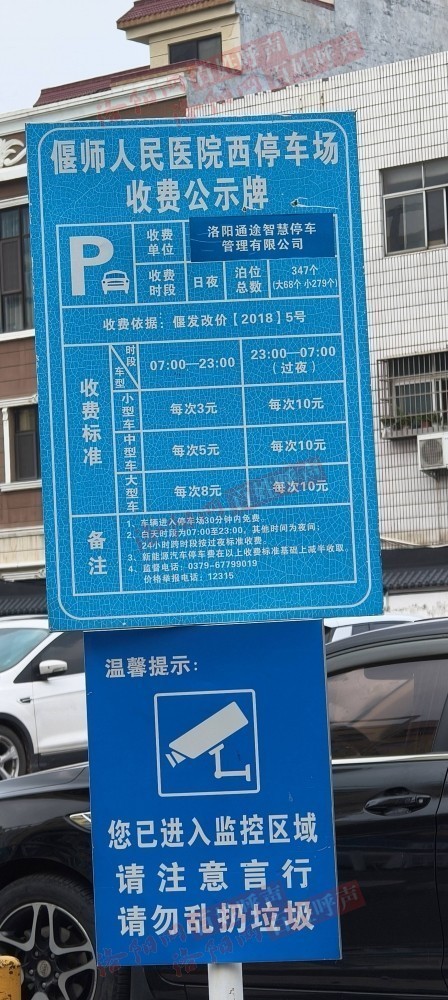 偃师人民医院西停车场
收费公示牌
P
收费单位
洛阳通途智慧停车
管理有限公司
收费时段
日夜
泊位总数
347个
(大68个 小279个)
收费依据：偃发改价【2018】5号
收费标准
时段
车型
07:00—23:00
23:00—07:00
(过夜)
小型车
每次3元
每次10元
中型车
每次5元
每次10元
大型车
每次8元
每次10元
备注
1、车辆进入停车场30分钟内免费。
2、白天时段为07:00至23:00，其他时间为夜间；
24小时跨时段按过夜标准收费。
3、新能源汽车停车费在以上收费标准基础上减半收取。
4、监督电话：0379-67799019
价格举报电话：12315
温馨提示：
您已进入监控区域
请注意言行
请勿乱扔垃圾